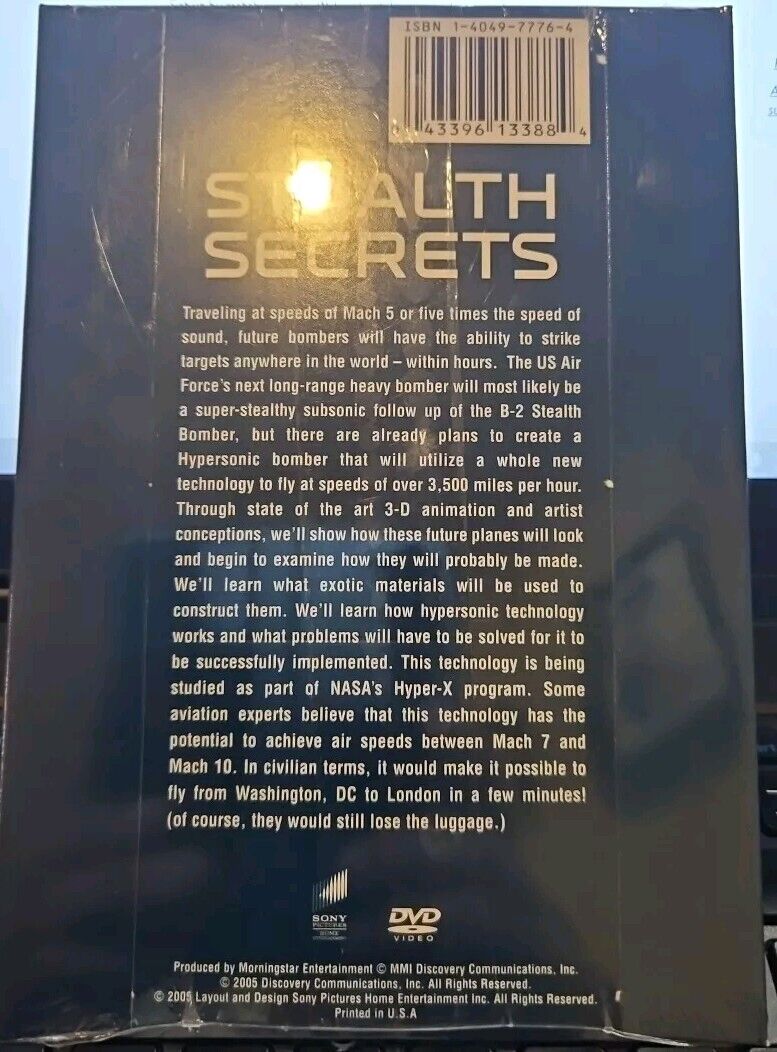 ISBN 1-4049-7776-4
43396 13388 4
STEALTH
SECRETS
Traveling at speeds of Mach 5 or five times the speed of
sound, future bombers will have the ability to strike
targets anywhere in the world – within hours. The US Air
Force's next long-range heavy bomber will most likely be
a super-stealthy subsonic follow up of the B-2 Stealth
Bomber, but there are already plans to create a
Hypersonic bomber that will utilize a whole new
technology to fly at speeds of over 3,500 miles per hour.
Through state of the art 3-D animation and artist
conceptions, we'll show how these future planes will look
and begin to examine how they will probably be made.
We'll learn what exotic materials will be used to
construct them. We'll learn how hypersonic technology
works and what problems will have to be solved for it to
be successfully implemented. This technology is being
studied as part of NASA's Hyper-X program. Some
aviation experts believe that this technology has the
potential to achieve air speeds between Mach 7 and
Mach 10. In civilian terms, it would make it possible to
fly from Washington, DC to London in a few minutes!
(of course, they would still lose the luggage.)
SONY
PICTURES
HOME
DVD
VIDEO
Produced by Morningstar Entertainment © MMI Discovery Communications, Inc.
© 2005 Discovery Communications, Inc. All Rights Reserved.
© 2005 Layout and Design Sony Pictures Home Entertainment Inc. All Rights Reserved.
Printed in U.S.A